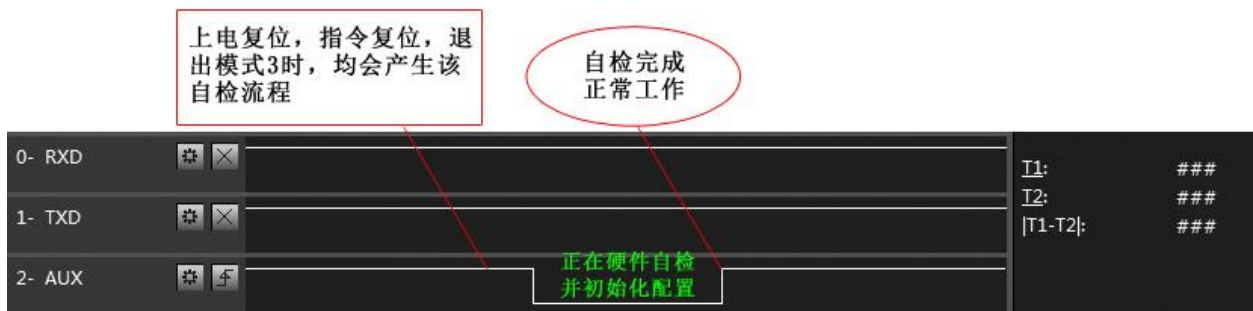 上电复位，指令复位，退
出模式3时，均会产生该
自检流程
自检完成
正常工作
0- RXD
1- TXD
2- AUX
正在硬件自检
并初始化配置
T1: ###
T2: ###
|T1-T2|: ###